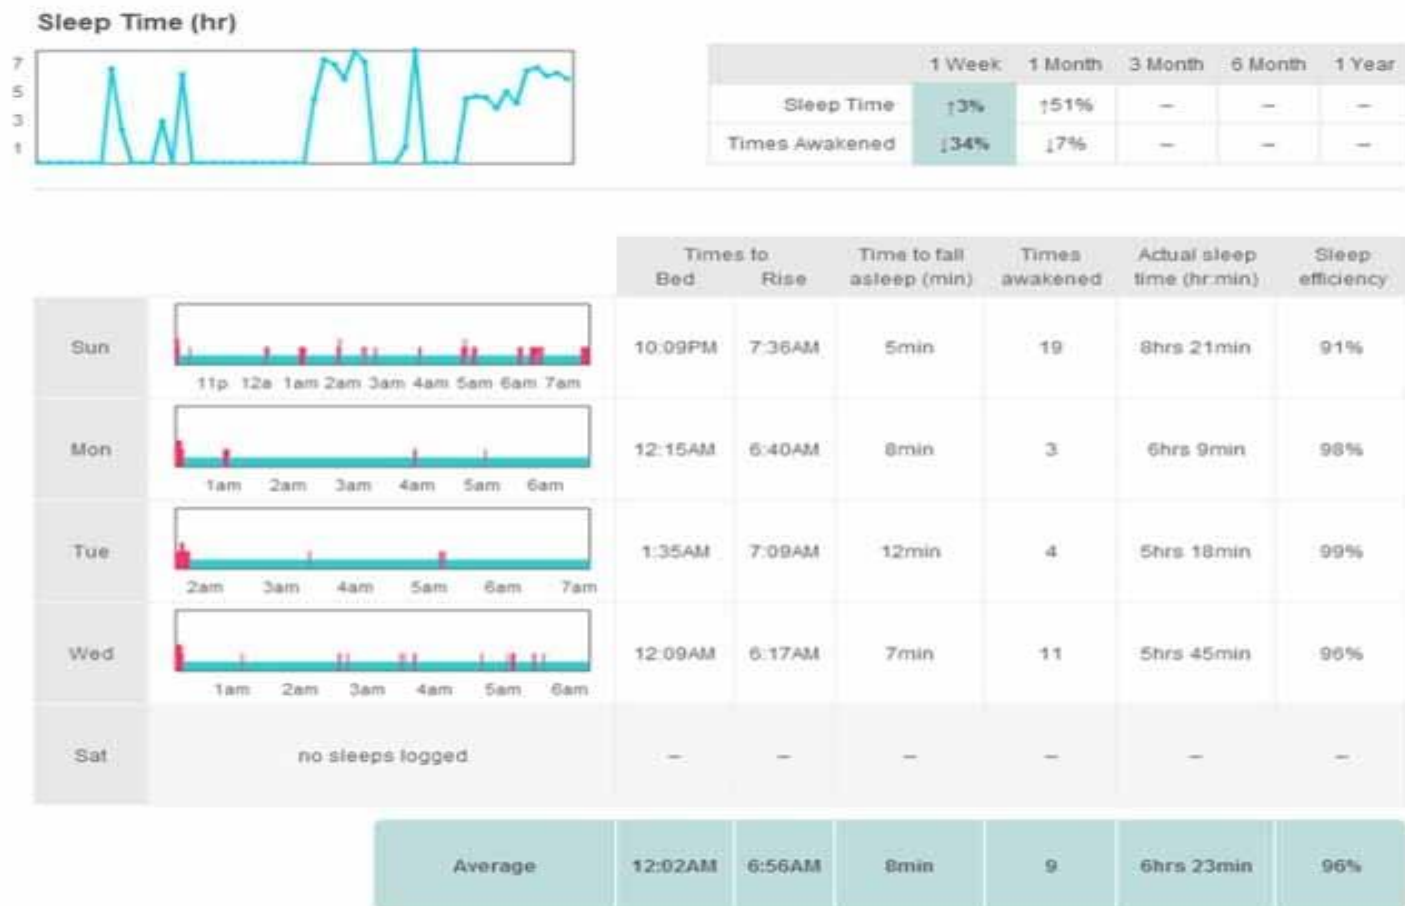 Sleep Time (hr)
7
5
3
1
1 Week 1 Month 3 Month 6 Month 1 Year
Sleep Time ↑3% ↑51% – – –
Times Awakened ↓34% ↓7% – – –
Times to Time to fall Times Actual sleep Sleep
Bed Rise asleep (min) awakened time (hr:min) efficiency
Sun 10:09PM 7:36AM 5min 19 8hrs 21min 91%
11p 12a 1am 2am 3am 4am 5am 6am 7am
Mon 12:15AM 6:40AM 8min 3 6hrs 9min 98%
1am 2am 3am 4am 5am 6am
Tue 1:35AM 7:09AM 12min 4 5hrs 18min 99%
2am 3am 4am 5am 6am 7am
Wed 12:09AM 6:17AM 7min 11 5hrs 45min 96%
1am 2am 3am 4am 5am 6am
Sat no sleeps logged – – – – – –
Average 12:02AM 6:56AM 8min 9 6hrs 23min 96%